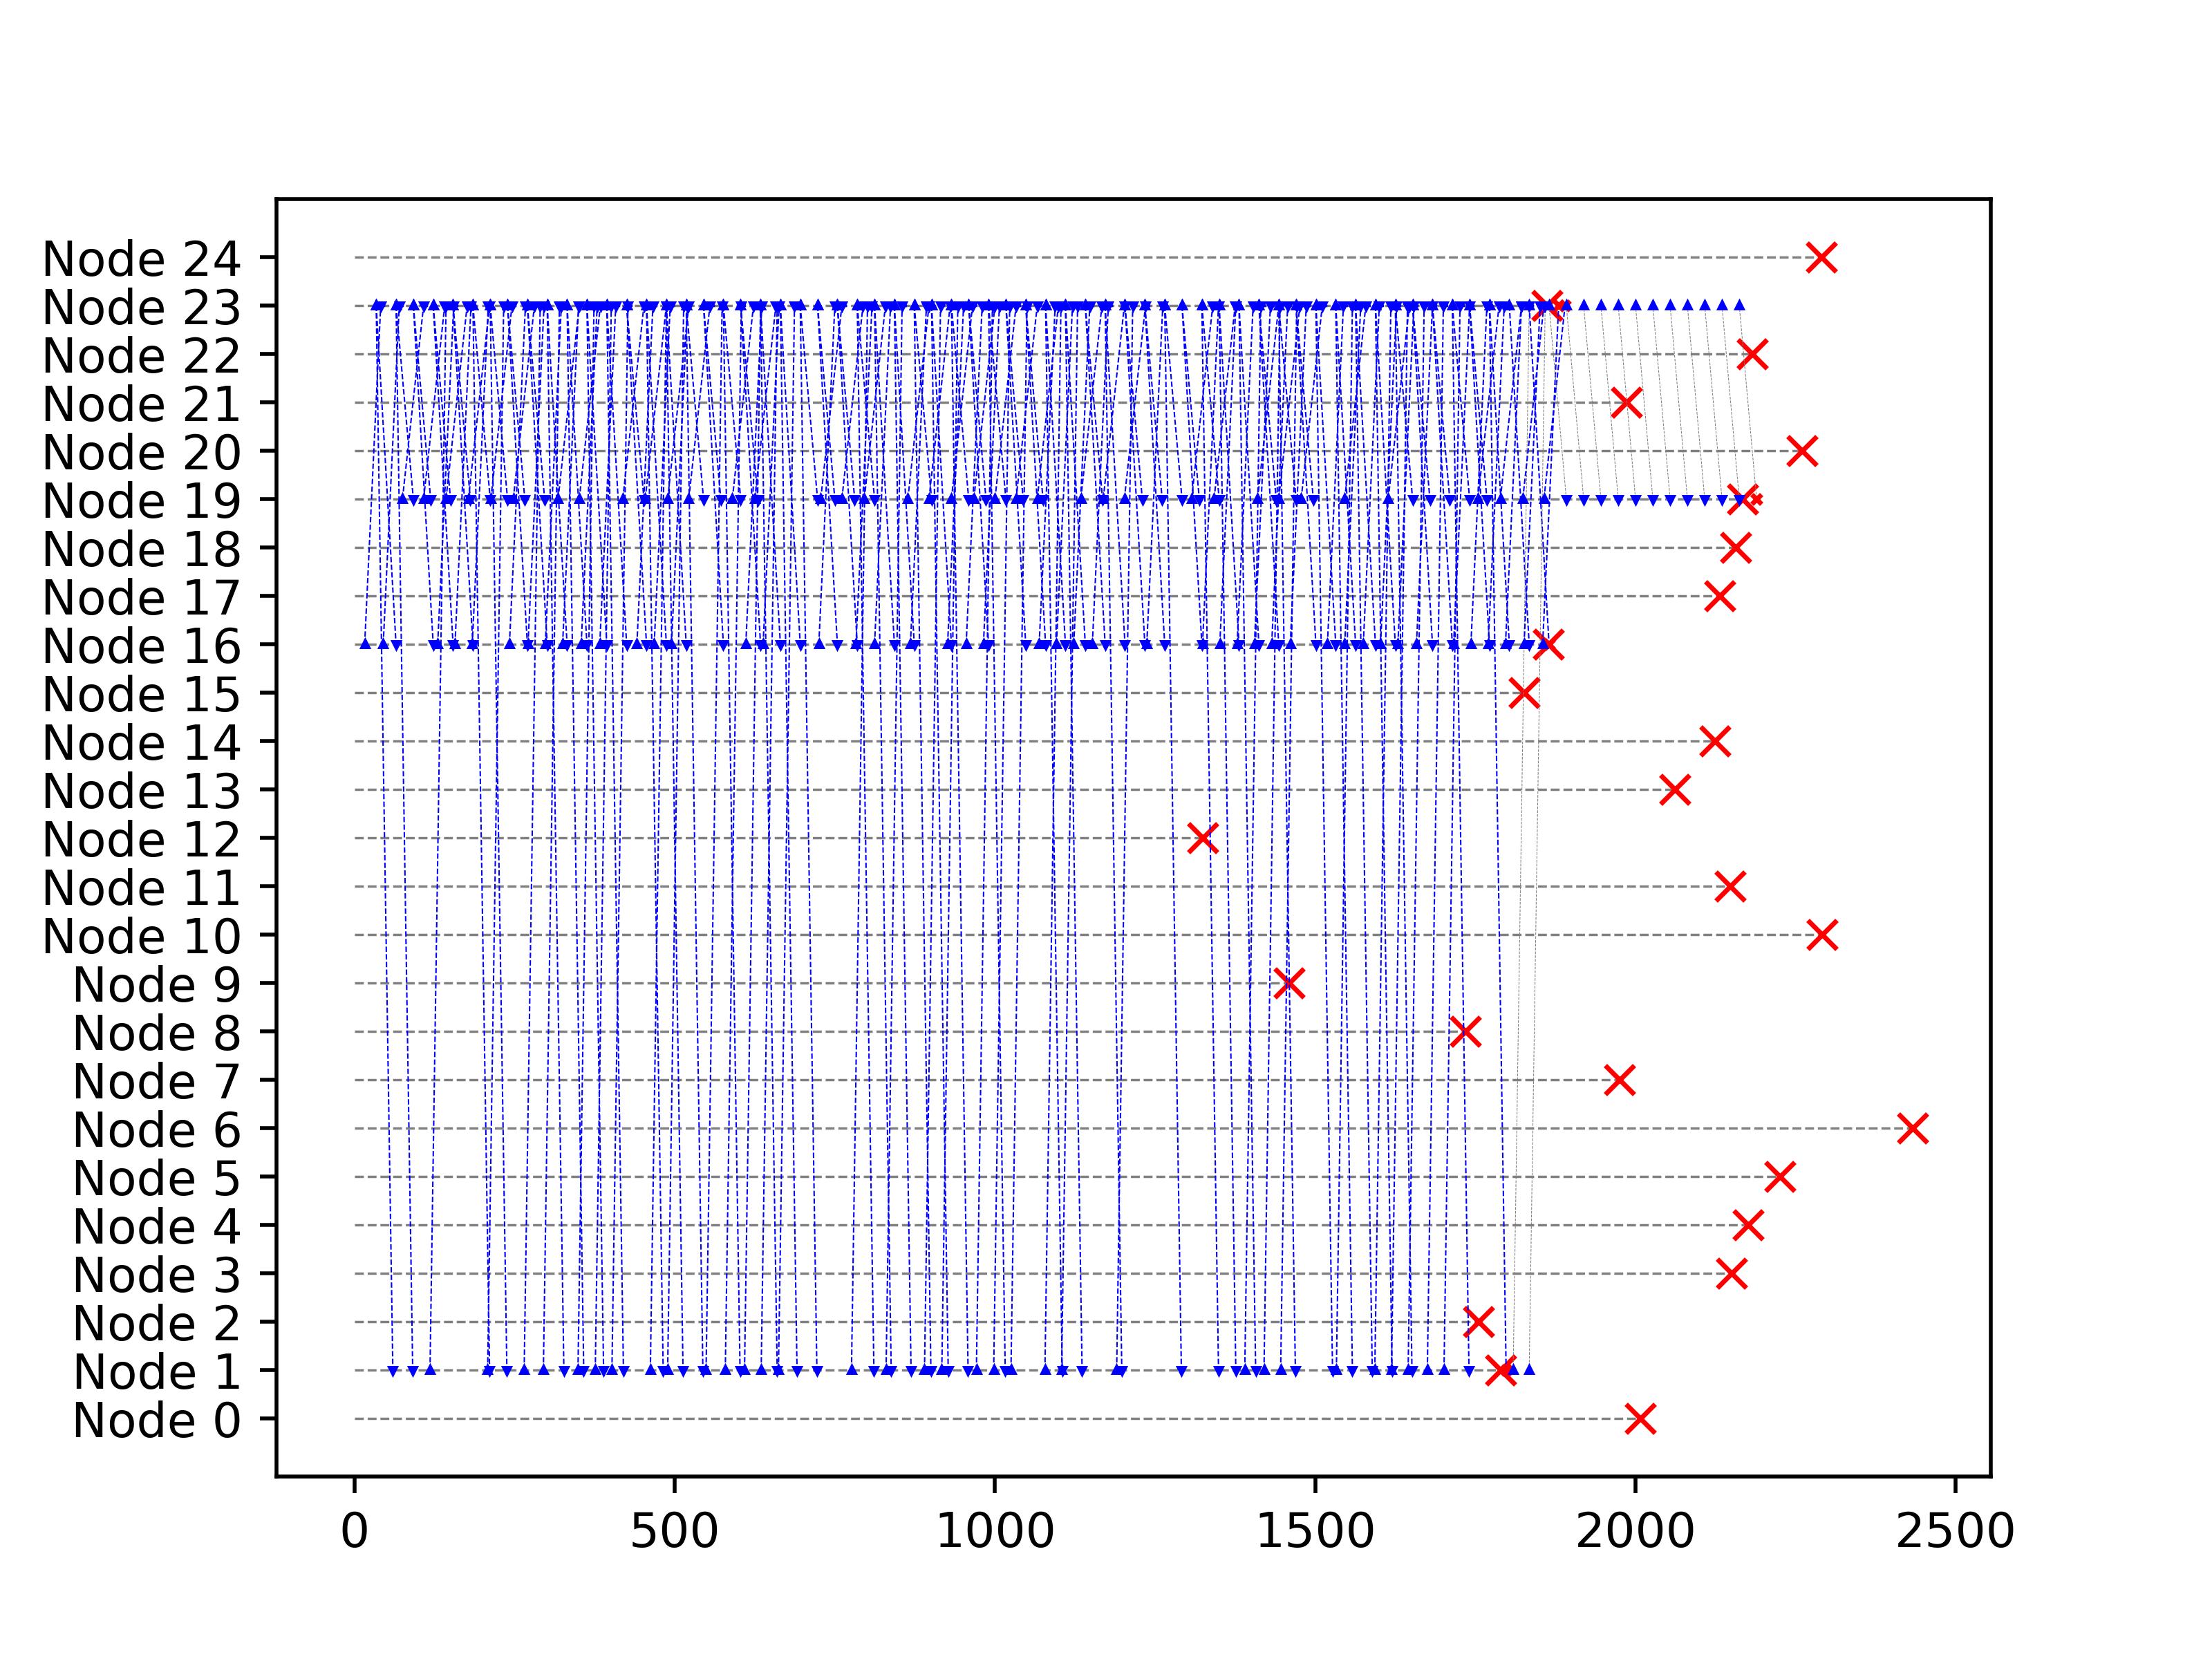 Node 24
Node 23
Node 22
Node 21
Node 20
Node 19
Node 18
Node 17
Node 16
Node 15
Node 14
Node 13
Node 12
Node 11
Node 10
Node 9
Node 8
Node 7
Node 6
Node 5
Node 4
Node 3
Node 2
Node 1
Node 0
0 500 1000 1500 2000 2500